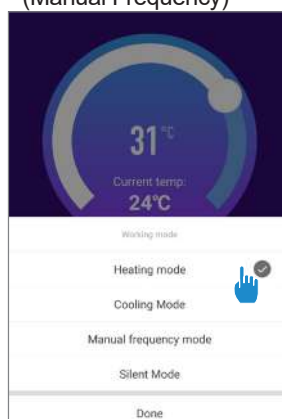 (Manual Frequency)
31°C
Current temp:
24°C
Working mode
Heating mode
Cooling Mode
Manual frequency mode
Silent Mode
Done